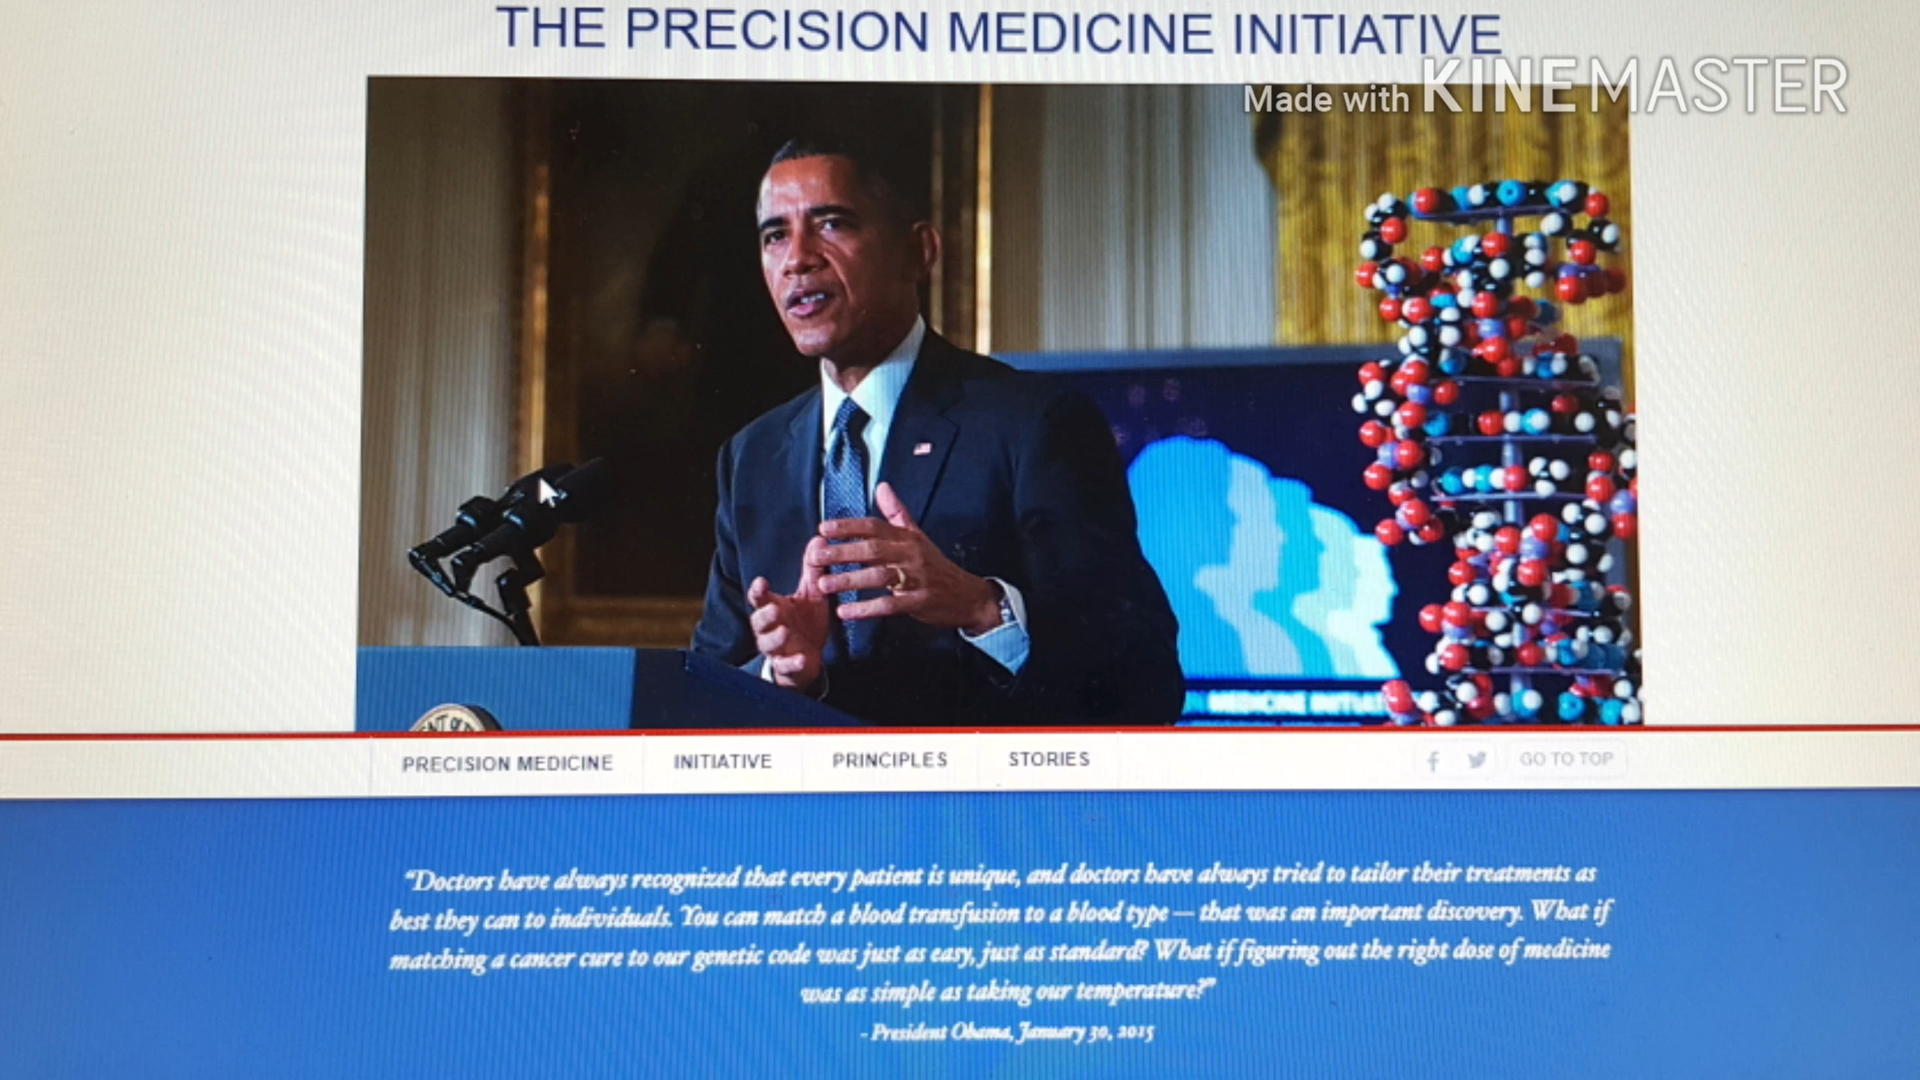 THE PRECISION MEDICINE INITIATIVE
Made with KINEMASTER
MEDICINE INITIA
ENT OF
PRECISION MEDICINE INITIATIVE PRINCIPLES STORIES GO TO TOP
“Doctors have always recognized that every patient is unique, and doctors have always tried to tailor their treatments as
best they can to individuals. You can match a blood transfusion to a blood type — that was an important discovery. What if
matching a cancer cure to our genetic code was just as easy, just as standard? What if figuring out the right dose of medicine
was as simple as taking our temperature?”
- President Obama, January 30, 2015